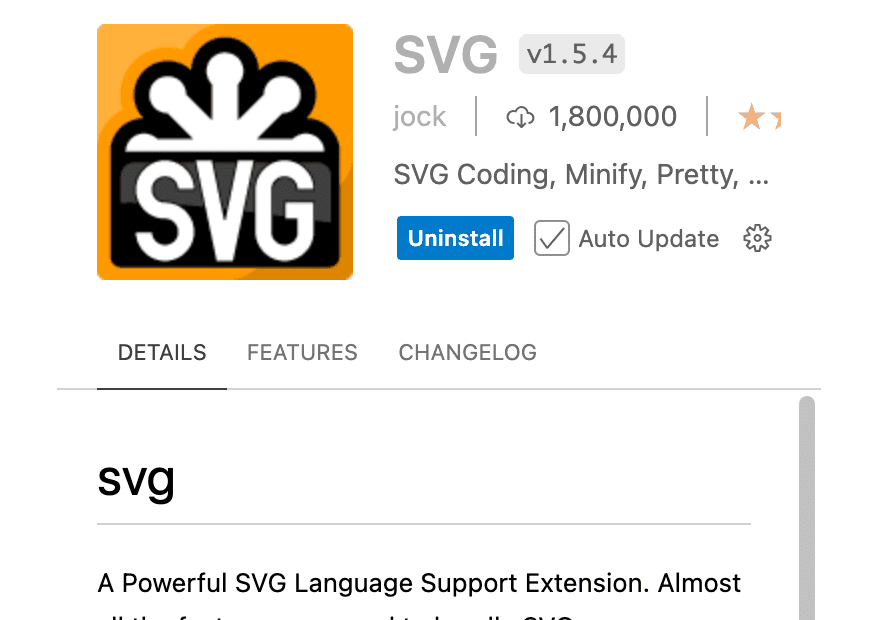 SVG
SVG v1.5.4
jock 1,800,000
SVG Coding, Minify, Pretty, ...
Uninstall Auto Update
DETAILS FEATURES CHANGELOG
svg
A Powerful SVG Language Support Extension. Almost